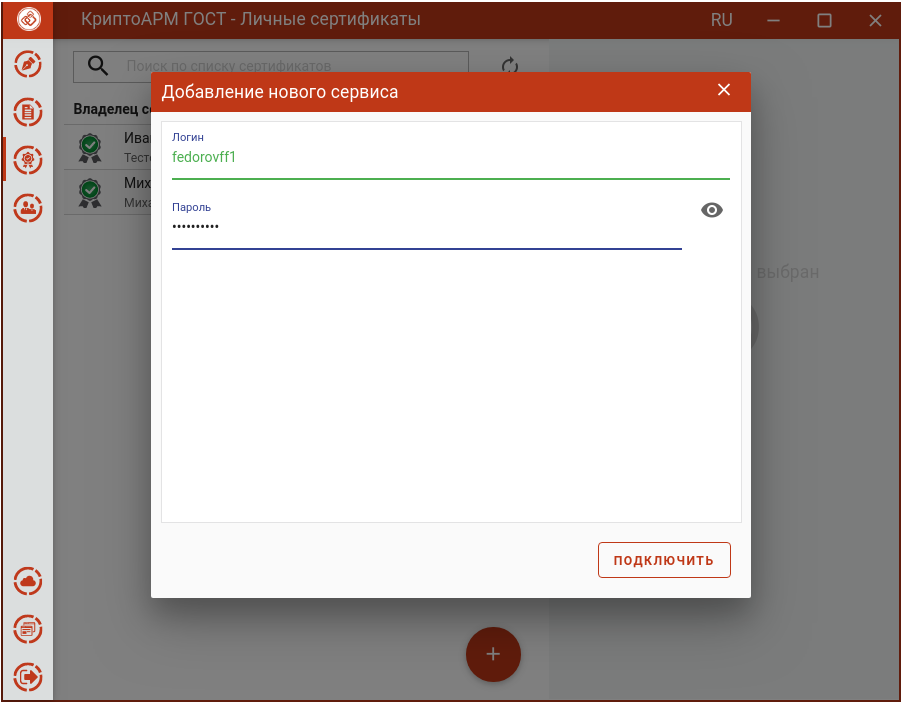 КриптоАРМ ГОСТ - Личные сертификаты
RU
Поиск по списку сертификатов
Владелец се
Добавление нового сервиса
Логин
fedorovff1
Пароль
••••••••••
Ива
Тесто
Мих
Миха
выбран
ПОДКЛЮЧИТЬ